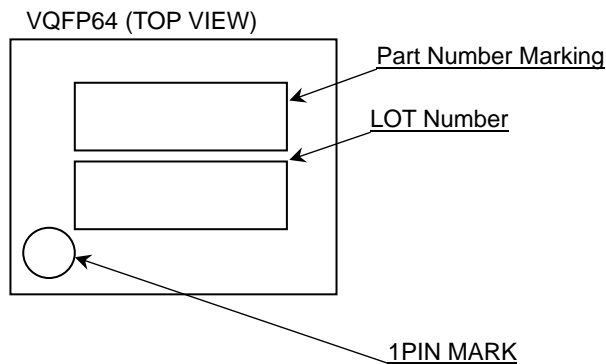 VQFP64 (TOP VIEW)
Part Number Marking
LOT Number
1PIN MARK